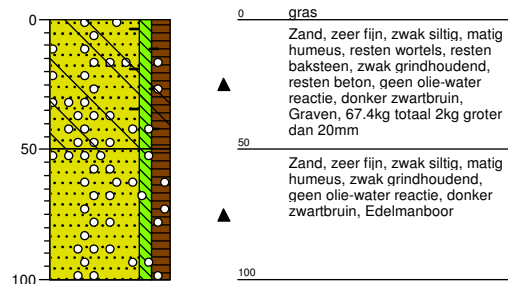 0
50
100
0 gras
Zand, zeer fijn, zwak siltig, matig
humeus, resten wortels, resten
baksteen, zwak grindhoudend,
resten beton, geen olie-water
reactie, donker zwartbruin,
Graven, 67.4kg totaal 2kg groter
dan 20mm
50
Zand, zeer fijn, zwak siltig, matig
humeus, zwak grindhoudend,
geen olie-water reactie, donker
zwartbruin, Edelmanboor
100